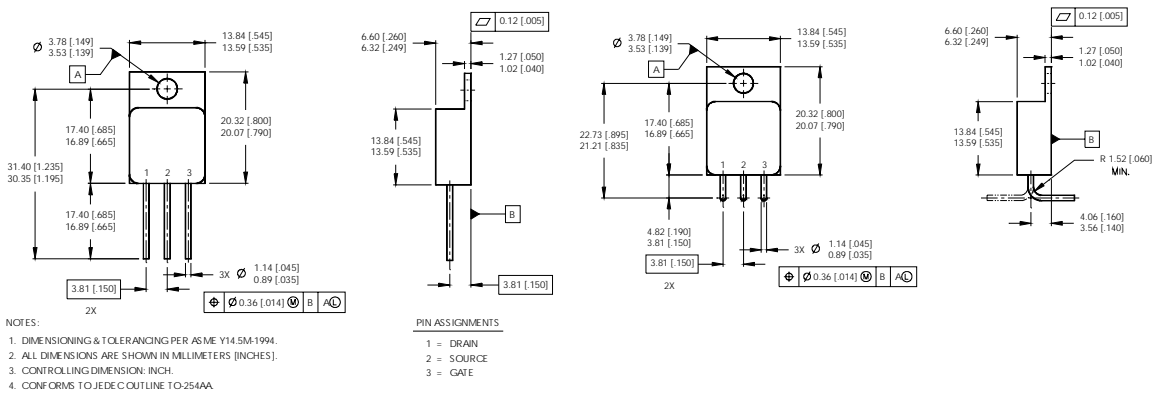 0.12 [.005]
6.60 [.260]
6.32 [.249]
1.27 [.050]
1.02 [.040]
13.84 [.545]
13.59 [.535]
Ø 3.78 [.149]
3.53 [.139]
A
17.40 [.685]
16.89 [.665]
20.32 [.800]
20.07 [.790]
31.40 [1.235]
30.35 [1.195]
1 2 3
17.40 [.685]
16.89 [.665]
3X Ø 1.14 [.045]
0.89 [.035]
3.81 [.150]
2X
⌖ Ø 0.36 [.014] Ⓜ B AⓁ
13.84 [.545]
13.59 [.535]
B
3.81 [.150]
Ø 3.78 [.149]
3.53 [.139]
A
13.84 [.545]
13.59 [.535]
17.40 [.685]
16.89 [.665]
22.73 [.895]
21.21 [.835]
20.32 [.800]
20.07 [.790]
1 2 3
4.82 [.190]
3.81 [.150]
3.81 [.150]
2X
3X Ø 1.14 [.045]
0.89 [.035]
⌖ Ø 0.36 [.014] Ⓜ B AⓁ
0.12 [.005]
6.60 [.260]
6.32 [.249]
1.27 [.050]
1.02 [.040]
13.84 [.545]
13.59 [.535]
B
R 1.52 [.060]
MIN.
4.06 [.160]
3.56 [.140]
NOTES:
1. DIMENSIONING & TOLERANCING PER ASME Y14.5M-1994.
2. ALL DIMENSIONS ARE SHOWN IN MILLIMETERS [INCHES].
3. CONTROLLING DIMENSION: INCH.
4. CONFORMS TO JEDEC OUTLINE TO-254AA.
PIN ASSIGNMENTS
1 = DRAIN
2 = SOURCE
3 = GATE